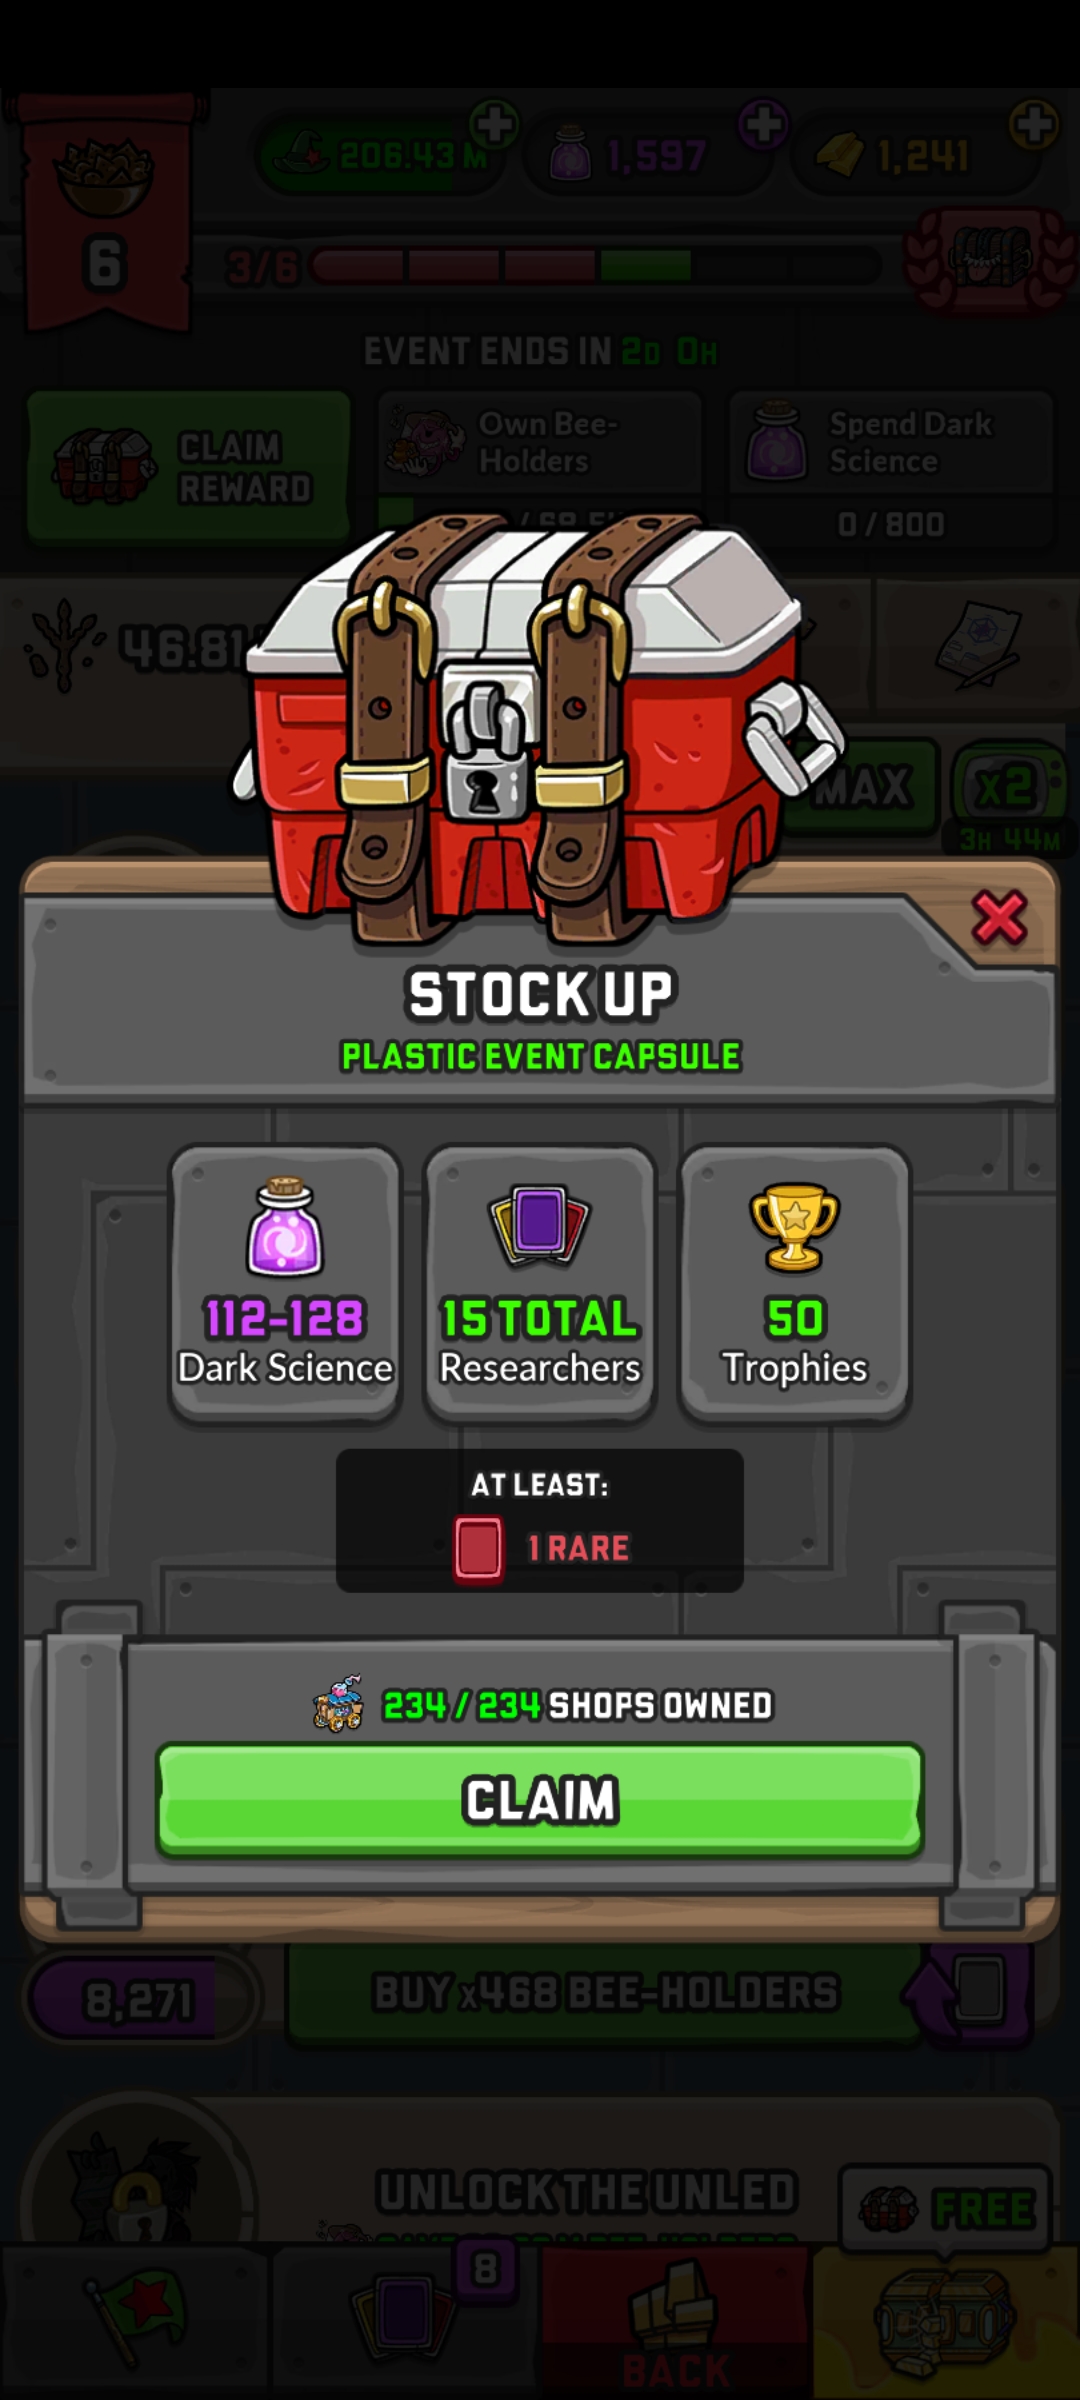 206.43 M
1,597
1,241
6
3/6
EVENT ENDS IN 2D 0H
CLAIM
REWARD
Own Bee-
Holders
Spend Dark
Science
0 / 800
46.81
MAX
x2
3H 44M
STOCK UP
PLASTIC EVENT CAPSULE
112-128
Dark Science
15 TOTAL
Researchers
50
Trophies
AT LEAST:
1 RARE
234 / 234 SHOPS OWNED
CLAIM
8,271
BUY x468 BEE-HOLDERS
UNLOCK THE UNLED
FREE
8
BACK